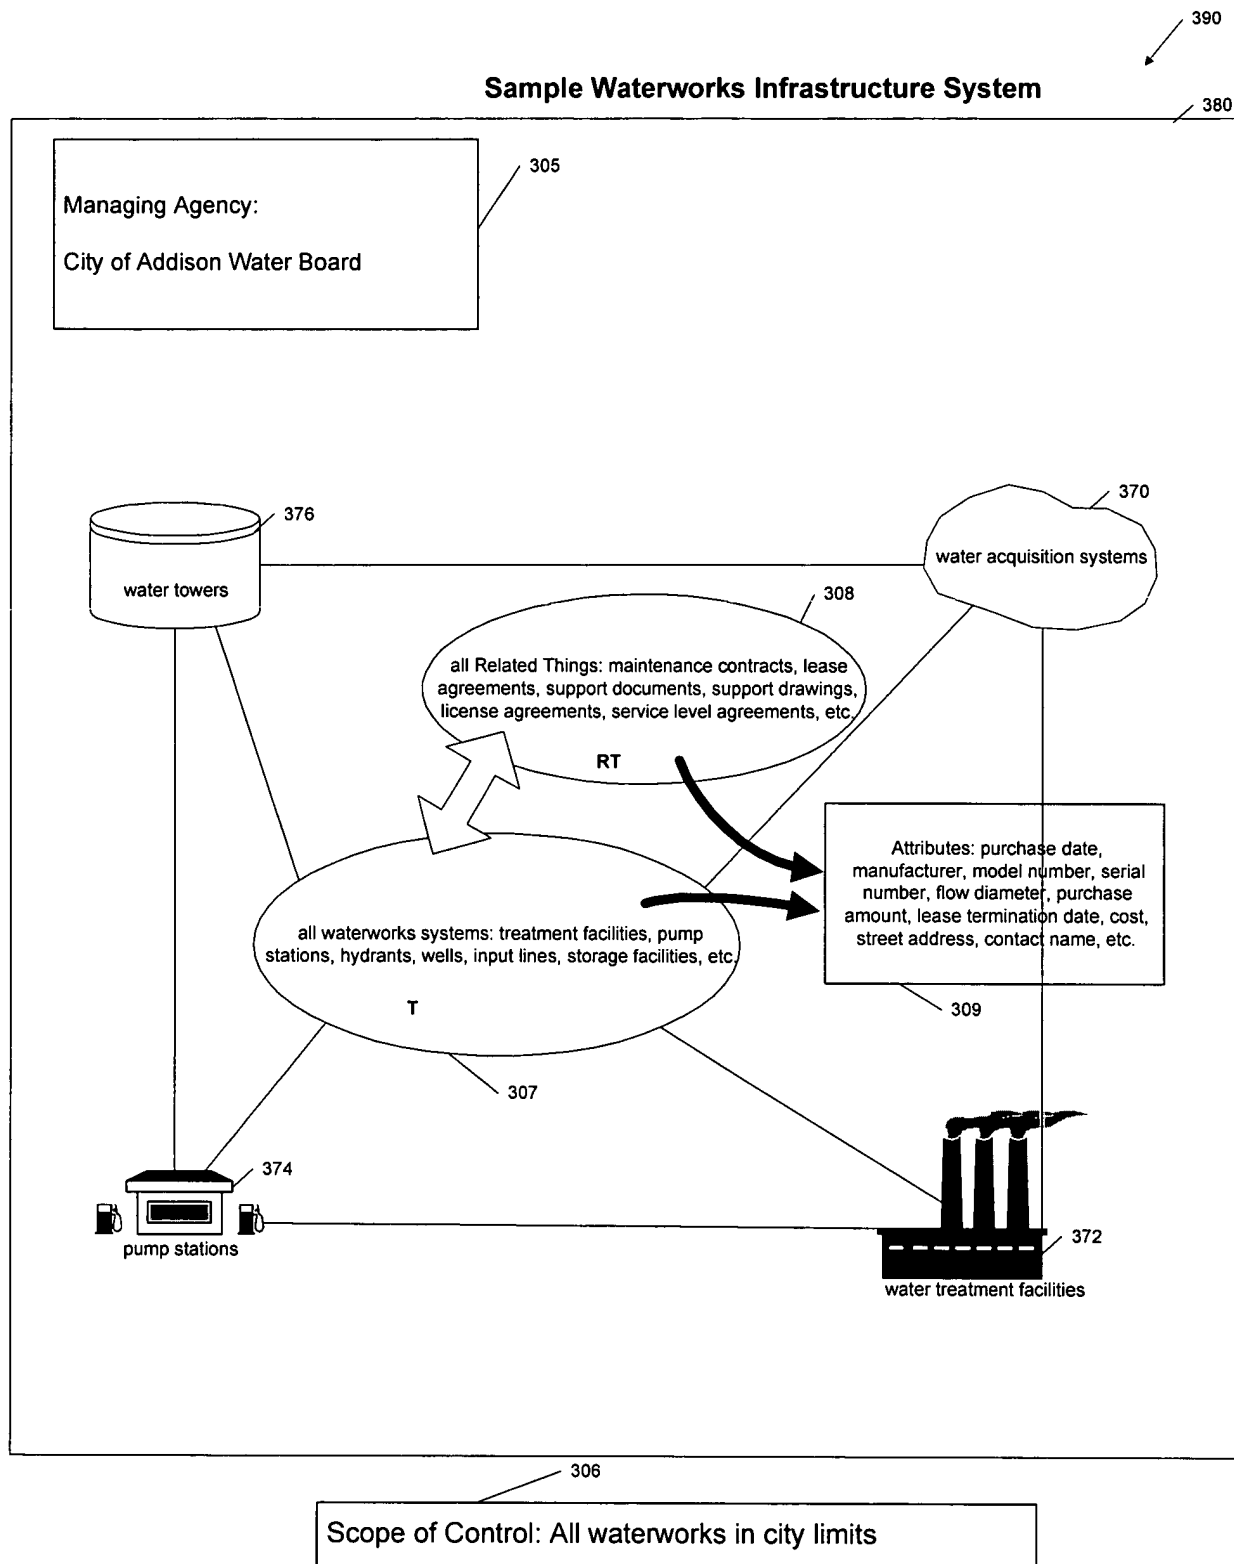 390
Sample Waterworks Infrastructure System
380
305
Managing Agency:
City of Addison Water Board
376
water towers
370
water acquisition systems
308
all Related Things: maintenance contracts, lease
agreements, support documents, support drawings,
license agreements, service level agreements, etc.
RT
Attributes: purchase date,
manufacturer, model number, serial
number, flow diameter, purchase
amount, lease termination date, cost,
street address, contact name, etc.
309
all waterworks systems: treatment facilities, pump
stations, hydrants, wells, input lines, storage facilities, etc.
T
307
374
pump stations
372
water treatment facilities
306
Scope of Control: All waterworks in city limits